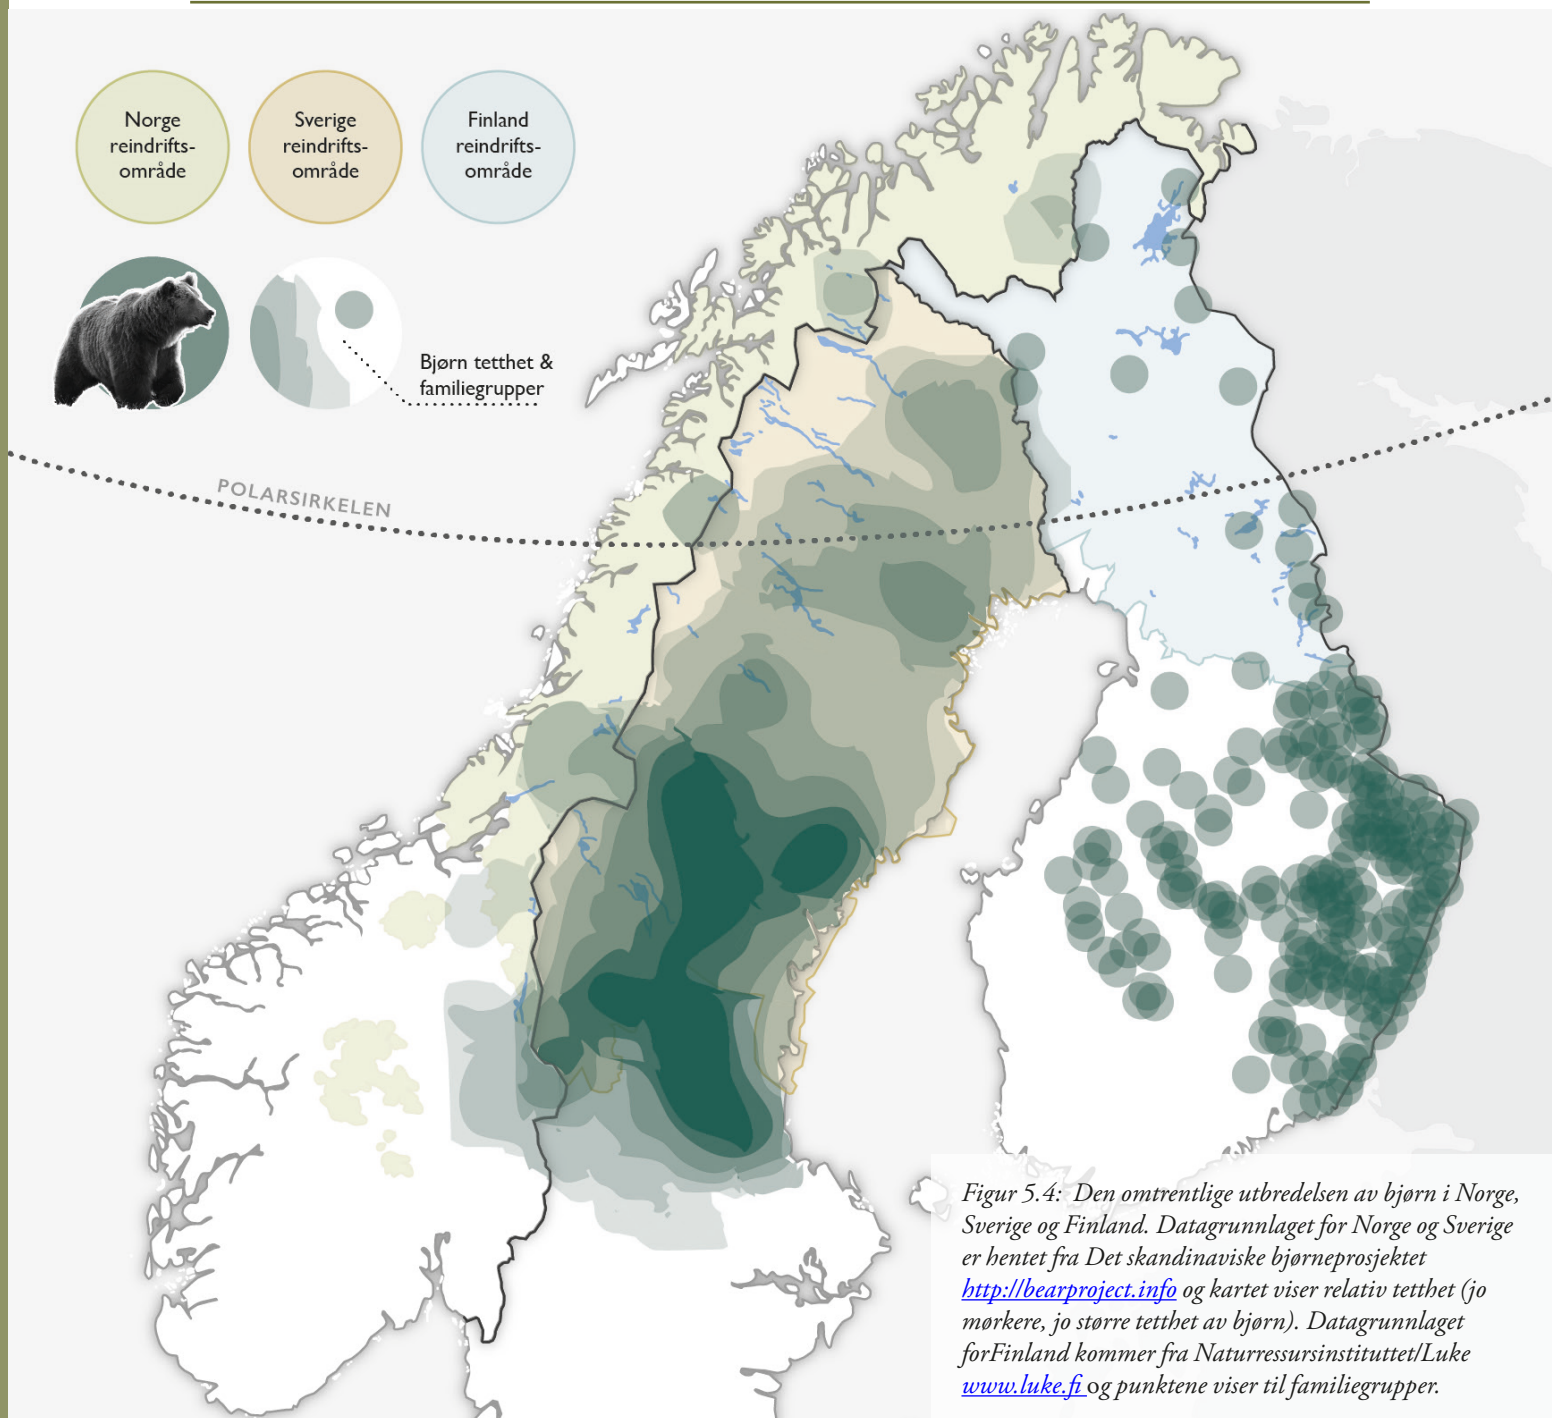 Norge
reindrifts-
område
Sverige
reindrifts-
område
Finland
reindrifts-
område
Bjørn tetthet &
familiegrupper
POLARSIRKELEN
Figur 5.4: Den omtrentlige utbredelsen av bjørn i Norge,
Sverige og Finland. Datagrunnlaget for Norge og Sverige
er hentet fra Det skandinaviske bjørneprosjektet
http://bearproject.info og kartet viser relativ tetthet (jo
mørkere, jo større tetthet av bjørn). Datagrunnlaget
forFinland kommer fra Naturressursinstituttet/Luke
www.luke.fi og punktene viser til familiegrupper.